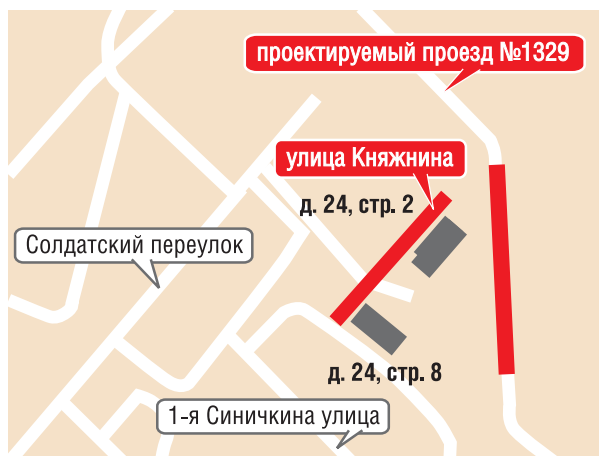 проектируемый проезд №1329
улица Княжнина
д. 24, стр. 2
Солдатский переулок
д. 24, стр. 8
1-я Синичкина улица